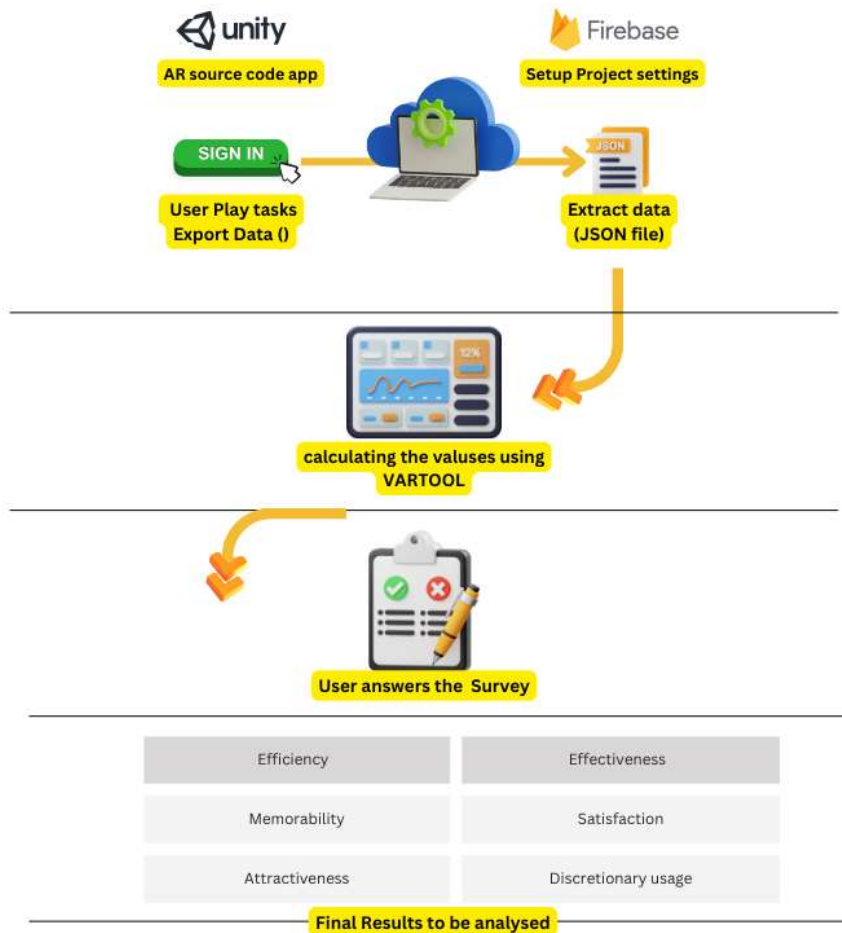 unity
Firebase
AR source code app
Setup Project settings
SIGN IN
JSON
User Play tasks
Export Data ()
Extract data
(JSON file)
12%
calculating the valuses using
VARTOOL
User answers the Survey
Efficiency
Effectiveness
Memorability
Satisfaction
Attractiveness
Discretionary usage
Final Results to be analysed